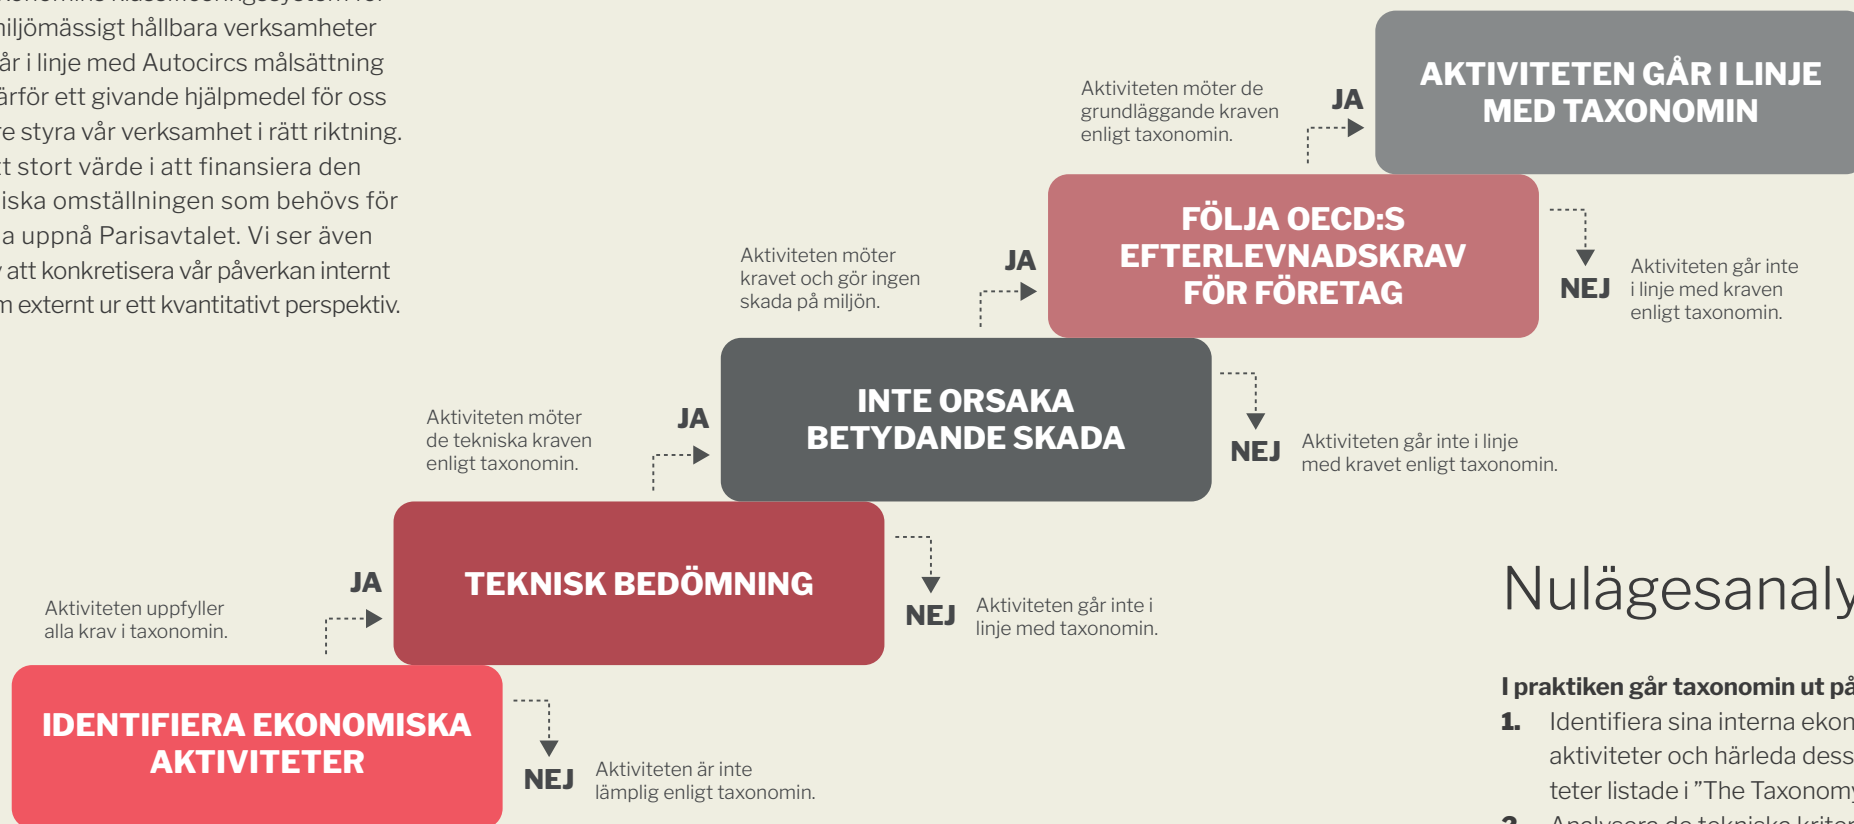 miljömässigt hållbara verksamheter
går i linje med Autocircs målsättning
ett givande hjälpmedel för oss
styra vår verksamhet i rätt riktning.
stort värde i att finansiera den
omställningen som behövs för
uppnå Parisavtalet. Vi ser även
att konkretisera vår påverkan internt
externt ur ett kvantitativt perspektiv.
AKTIVITETEN GÅR I LINJE
MED TAXONOMIN
Aktiviteten möter de
grundläggande kraven
enligt taxonomin.
JA
FÖLJA OECD:S
EFTERLEVNADSKRAV
FÖR FÖRETAG
NEJ
Aktiviteten går inte
i linje med kraven
enligt taxonomin.
Aktiviteten möter
kravet och gör ingen
skada på miljön.
JA
INTE ORSAKA
BETYDANDE SKADA
NEJ
Aktiviteten går inte i linje
med kravet enligt taxonomin.
Aktiviteten möter
de tekniska kraven
enligt taxonomin.
JA
TEKNISK BEDÖMNING
NEJ
Aktiviteten går inte i
linje med taxonomin.
Aktiviteten uppfyller
alla krav i taxonomin.
JA
IDENTIFIERA EKONOMISKA
AKTIVITETER
NEJ
Aktiviteten är inte
lämplig enligt taxonomin.
Nulägesanaly
I praktiken går taxonomin ut på
1. Identifiera sina interna ekon
aktiviteter och härleda dess
teter listade i ”The Taxonomy
2. Analysera de tekniska kriter